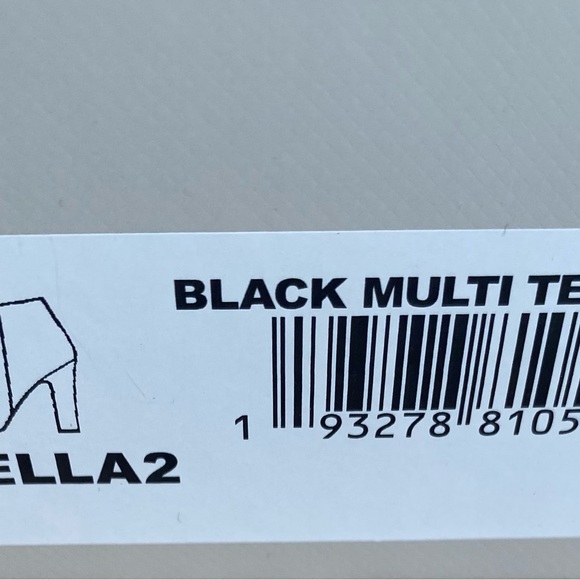 BLACK MULTI TE
1 93278 8105
ELLA2